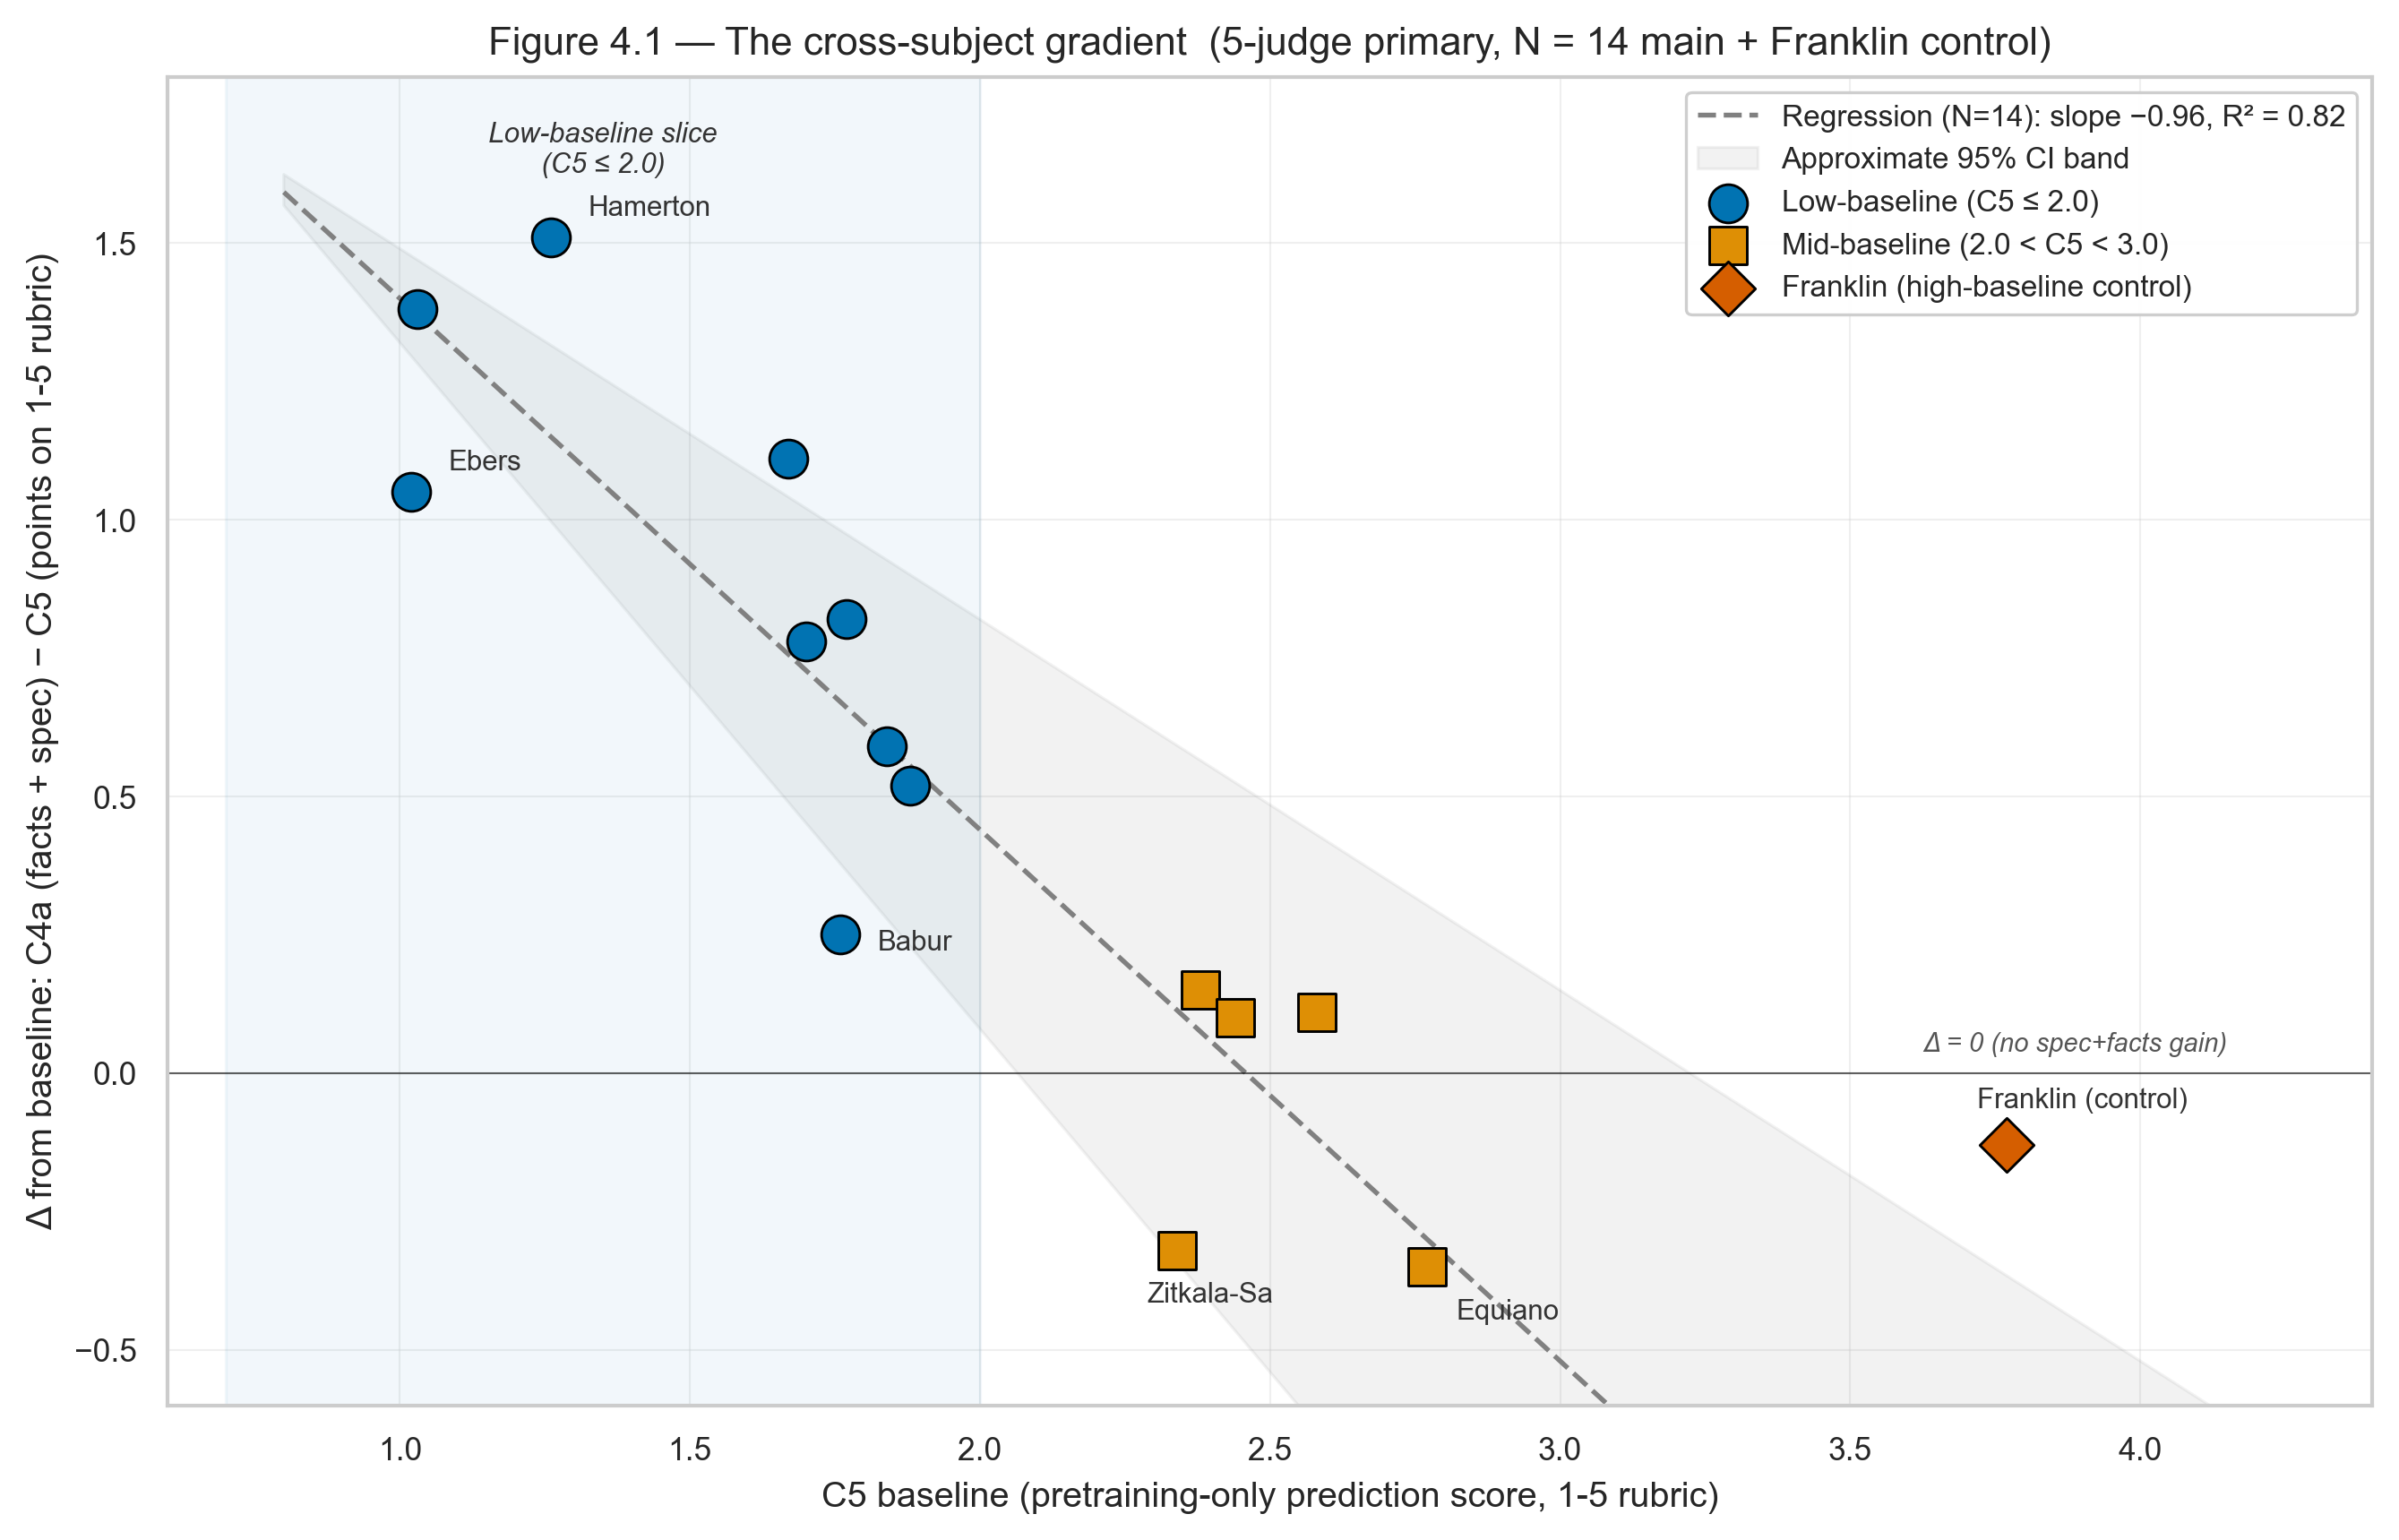 Figure 4.1 — The cross-subject gradient (5-judge primary, N = 14 main + Franklin control)
Regression (N=14): slope −0.96, R² = 0.82
Approximate 95% CI band
Low-baseline (C5 ≤ 2.0)
Mid-baseline (2.0 < C5 < 3.0)
Franklin (high-baseline control)
Low-baseline slice
(C5 ≤ 2.0)
Hamerton
Ebers
Babur
Δ = 0 (no spec+facts gain)
Franklin (control)
Zitkala-Sa
Equiano
Δ from baseline: C4a (facts + spec) − C5 (points on 1-5 rubric)
1.5
1.0
0.5
0.0
−0.5
1.0 1.5 2.0 2.5 3.0 3.5 4.0
C5 baseline (pretraining-only prediction score, 1-5 rubric)